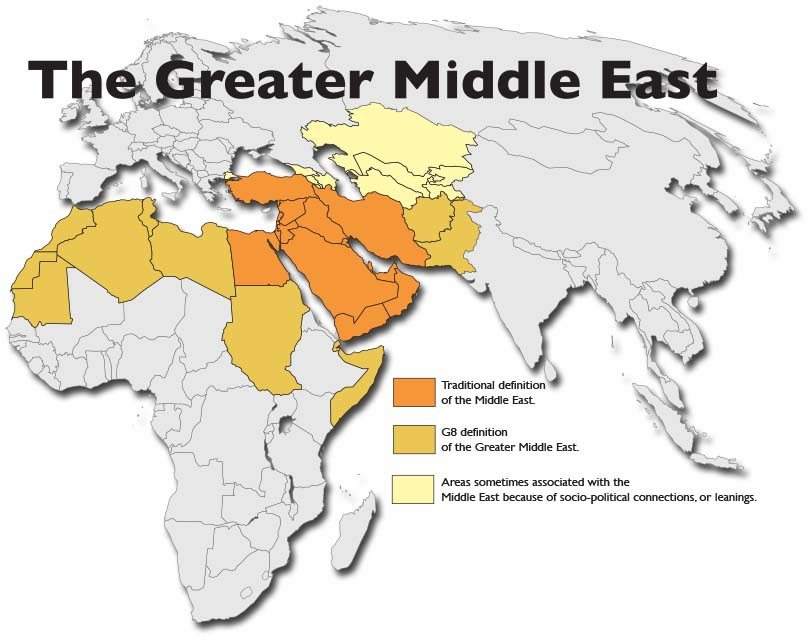 The Greater Middle East
Traditional definition
of the Middle East.
G8 definition
of the Greater Middle East.
Areas sometimes associated with the
Middle East because of socio-political connections, or leanings.